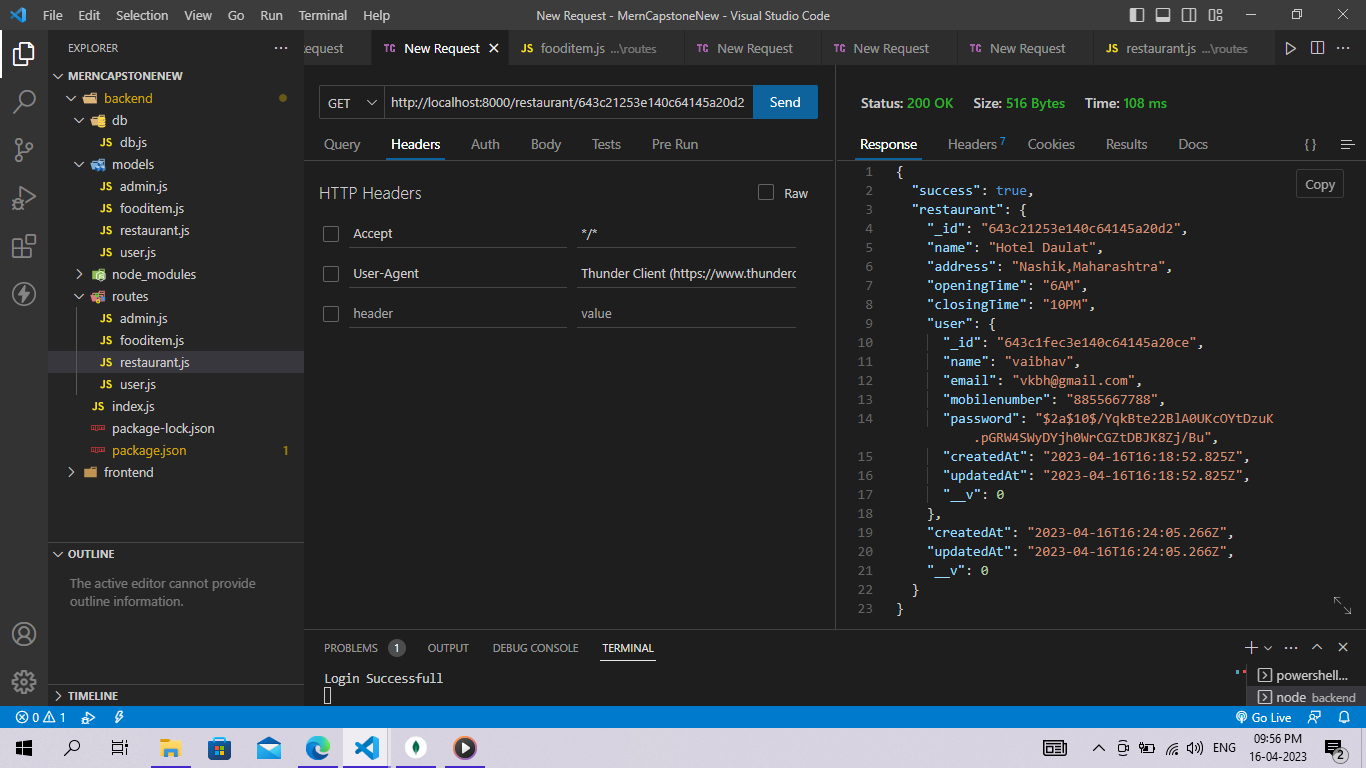 File Edit Selection View Go Run Terminal Help New Request - MernCapstoneNew - Visual Studio Code
EXPLORER
MERNCAPSTONENEW
backend
db
JS db.js
models
JS admin.js
JS fooditem.js
JS restaurant.js
JS user.js
node_modules
routes
JS admin.js
JS fooditem.js
JS restaurant.js
JS user.js
JS index.js
package-lock.json
package.json 1
frontend
OUTLINE
The active editor cannot provide
outline information.
TIMELINE
equest TC New Request JS fooditem.js ...\routes TC New Request TC New Request TC New Request JS restaurant.js ...\routes
GET http://localhost:8000/restaurant/643c21253e140c64145a20d2 Send
Query Headers Auth Body Tests Pre Run
HTTP Headers Raw
Accept */*
User-Agent Thunder Client (https://www.thunderc
header value
Status: 200 OK Size: 516 Bytes Time: 108 ms
Response Headers 7 Cookies Results Docs { }
Copy
1 {
2 "success": true,
3 "restaurant": {
4 "_id": "643c21253e140c64145a20d2",
5 "name": "Hotel Daulat",
6 "address": "Nashik,Maharashtra",
7 "openingTime": "6AM",
8 "closingTime": "10PM",
9 "user": {
10 "_id": "643c1fec3e140c64145a20ce",
11 "name": "vaibhav",
12 "email": "vkbh@gmail.com",
13 "mobilenumber": "8855667788",
14 "password": "$2a$10$/YqkBte22BlA0UKcOYtDzuK
.pGRW4SWyDYjh0WrCGZtDBJK8Zj/Bu",
15 "createdAt": "2023-04-16T16:18:52.825Z",
16 "updatedAt": "2023-04-16T16:18:52.825Z",
17 "__v": 0
18 },
19 "createdAt": "2023-04-16T16:24:05.266Z",
20 "updatedAt": "2023-04-16T16:24:05.266Z",
21 "__v": 0
22 }
23 }
PROBLEMS 1 OUTPUT DEBUG CONSOLE TERMINAL
Login Successfull
powershell...
node backend
0 1 Go Live
ENG 09:56 PM
16-04-2023 2